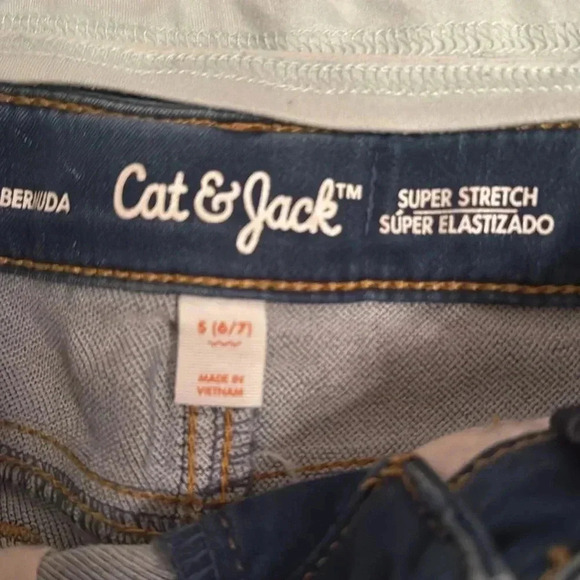 BERMUDA
Cat & Jack™
SUPER STRETCH
SÚPER ELASTIZADO
S (6/7)
MADE IN
VIETNAM